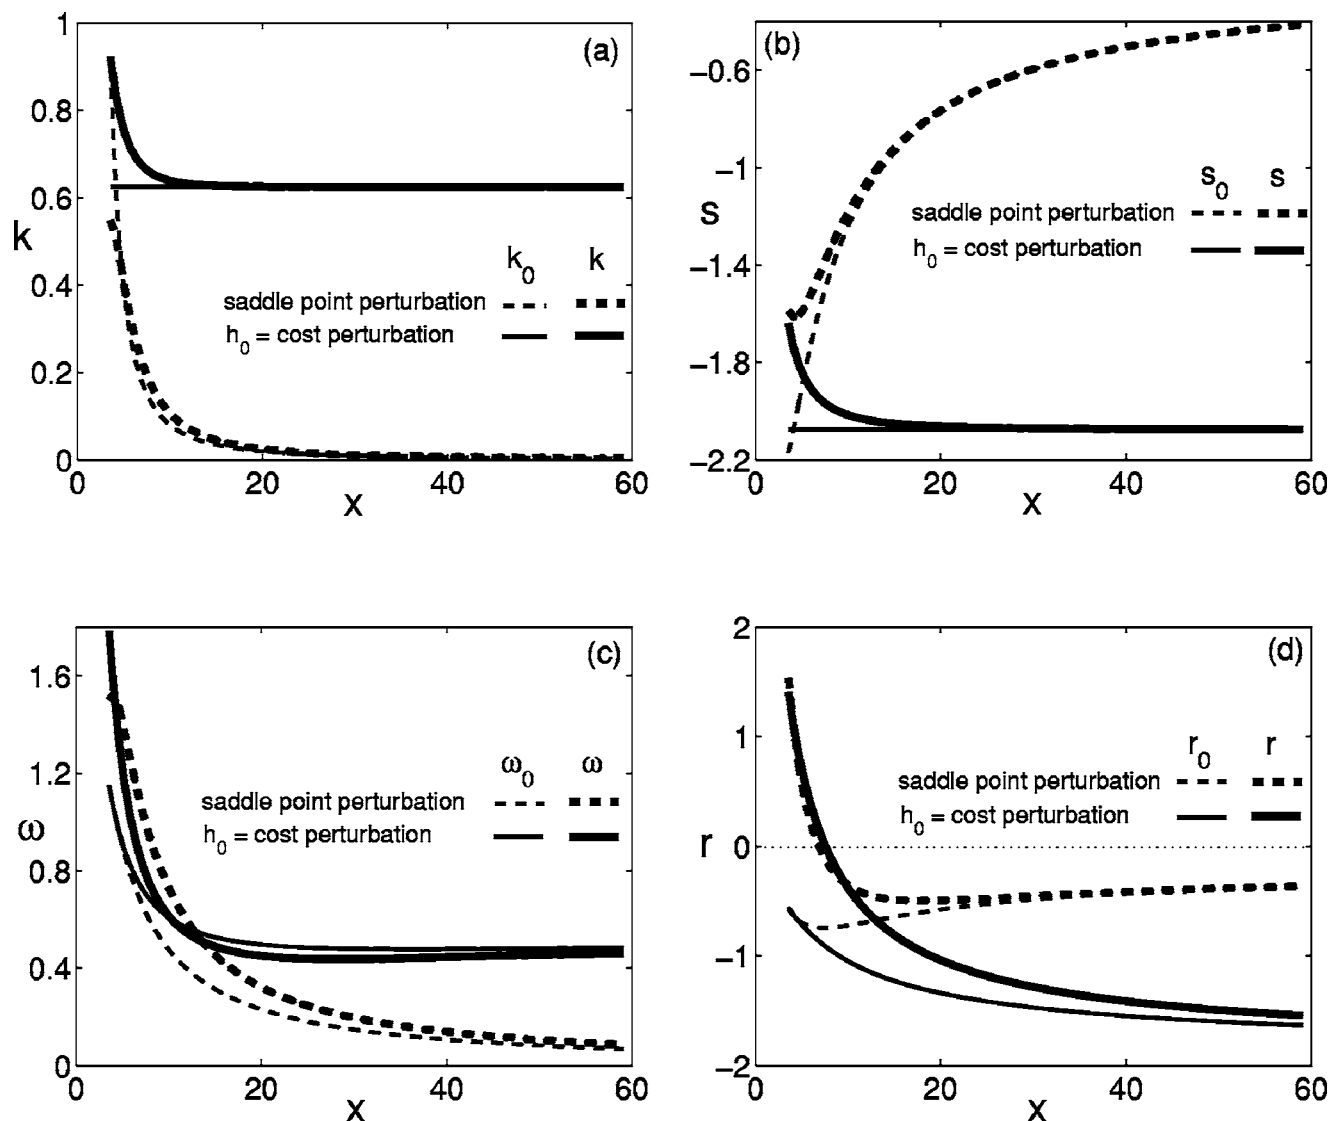 (a)
1
0.8
0.6
0.4
0.2
0
k
k₀ k
saddle point perturbation
h₀ = cost perturbation
0 20 40 60
x
(b)
−0.6
−1
−1.4
−1.8
−2.2
s
s₀ s
saddle point perturbation
h₀ = cost perturbation
0 20 40 60
x
(c)
1.6
1.2
0.8
0.4
0
ω
ω₀ ω
saddle point perturbation
h₀ = cost perturbation
0 20 40 60
x
(d)
2
1
0
−1
−2
r
r₀ r
saddle point perturbation
h₀ = cost perturbation
0 20 40 60
x